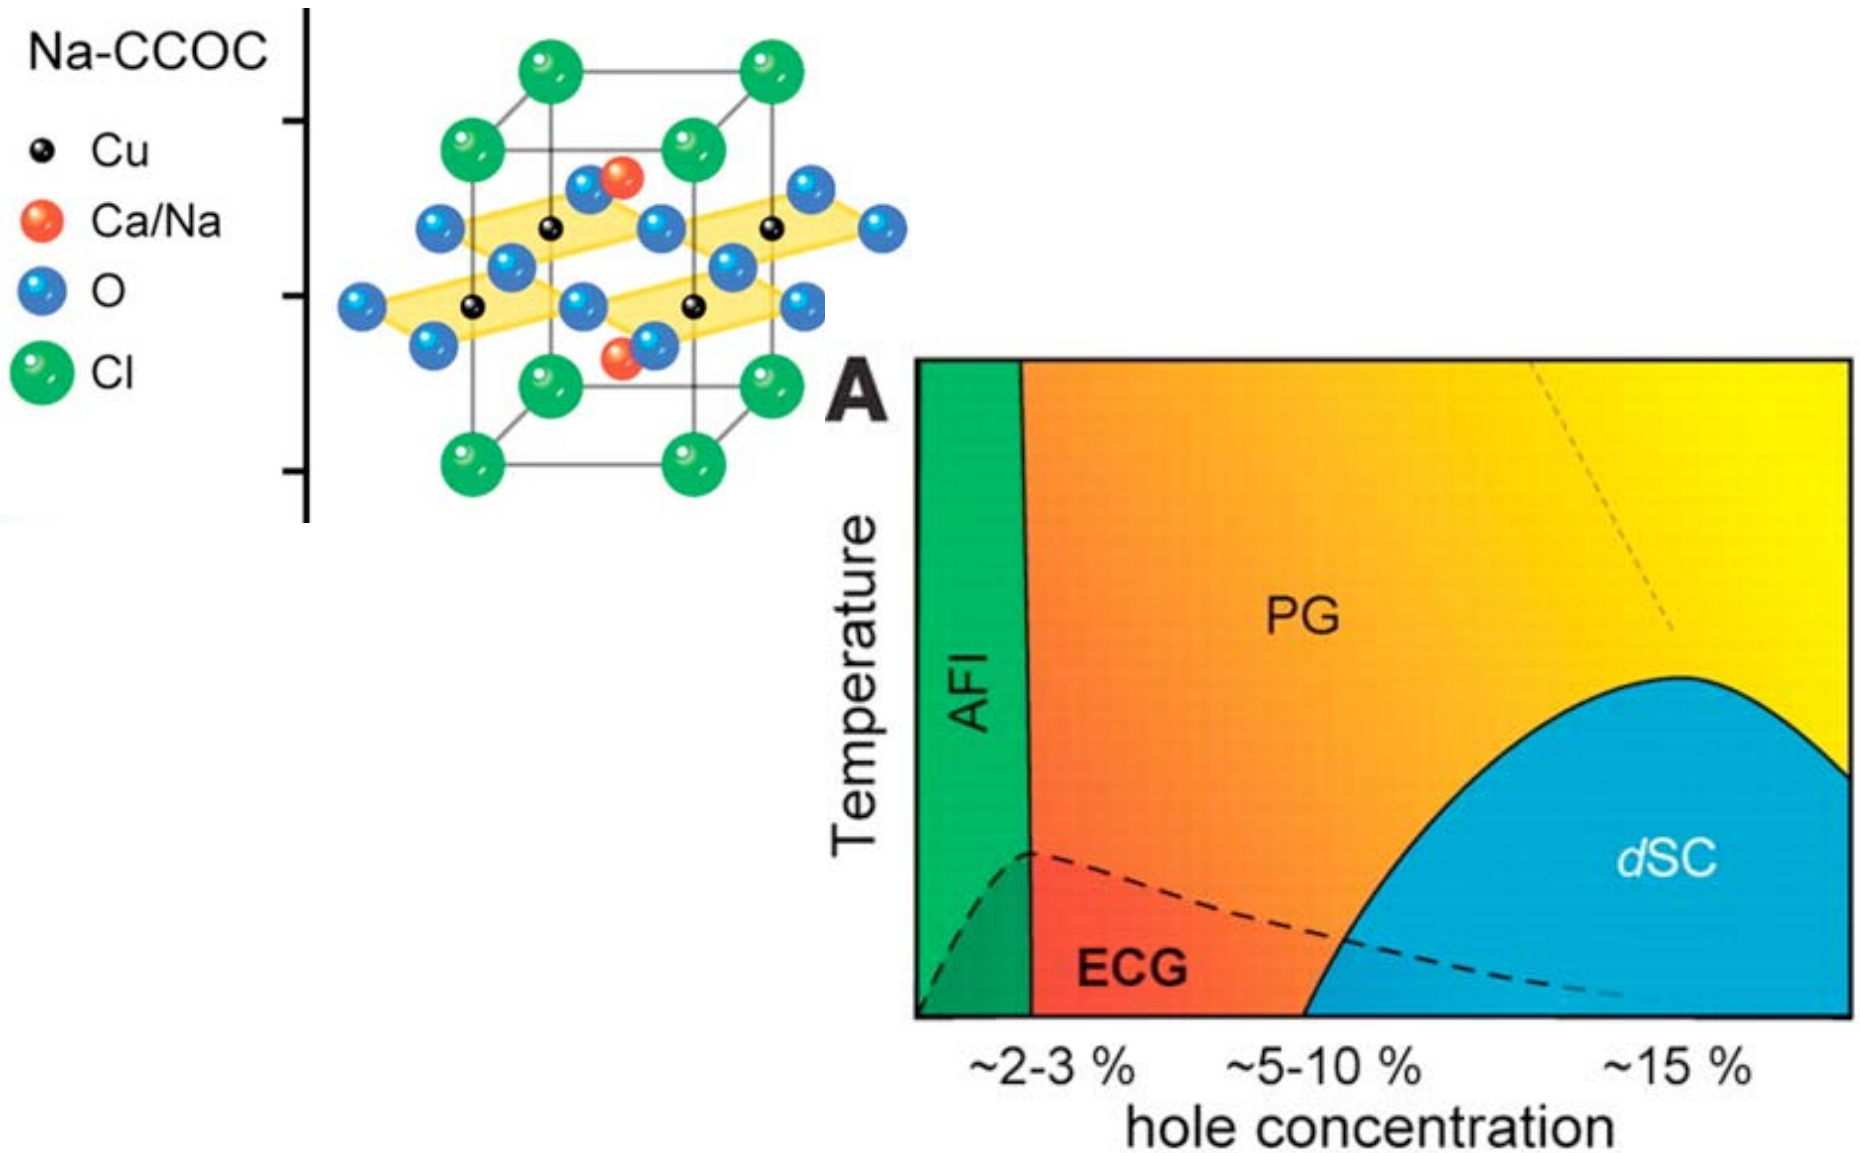 Na-CCOC
Cu
Ca/Na
O
Cl
A
Temperature
AFI
PG
ECG
dSC
~2-3 %
~5-10 %
~15 %
hole concentration